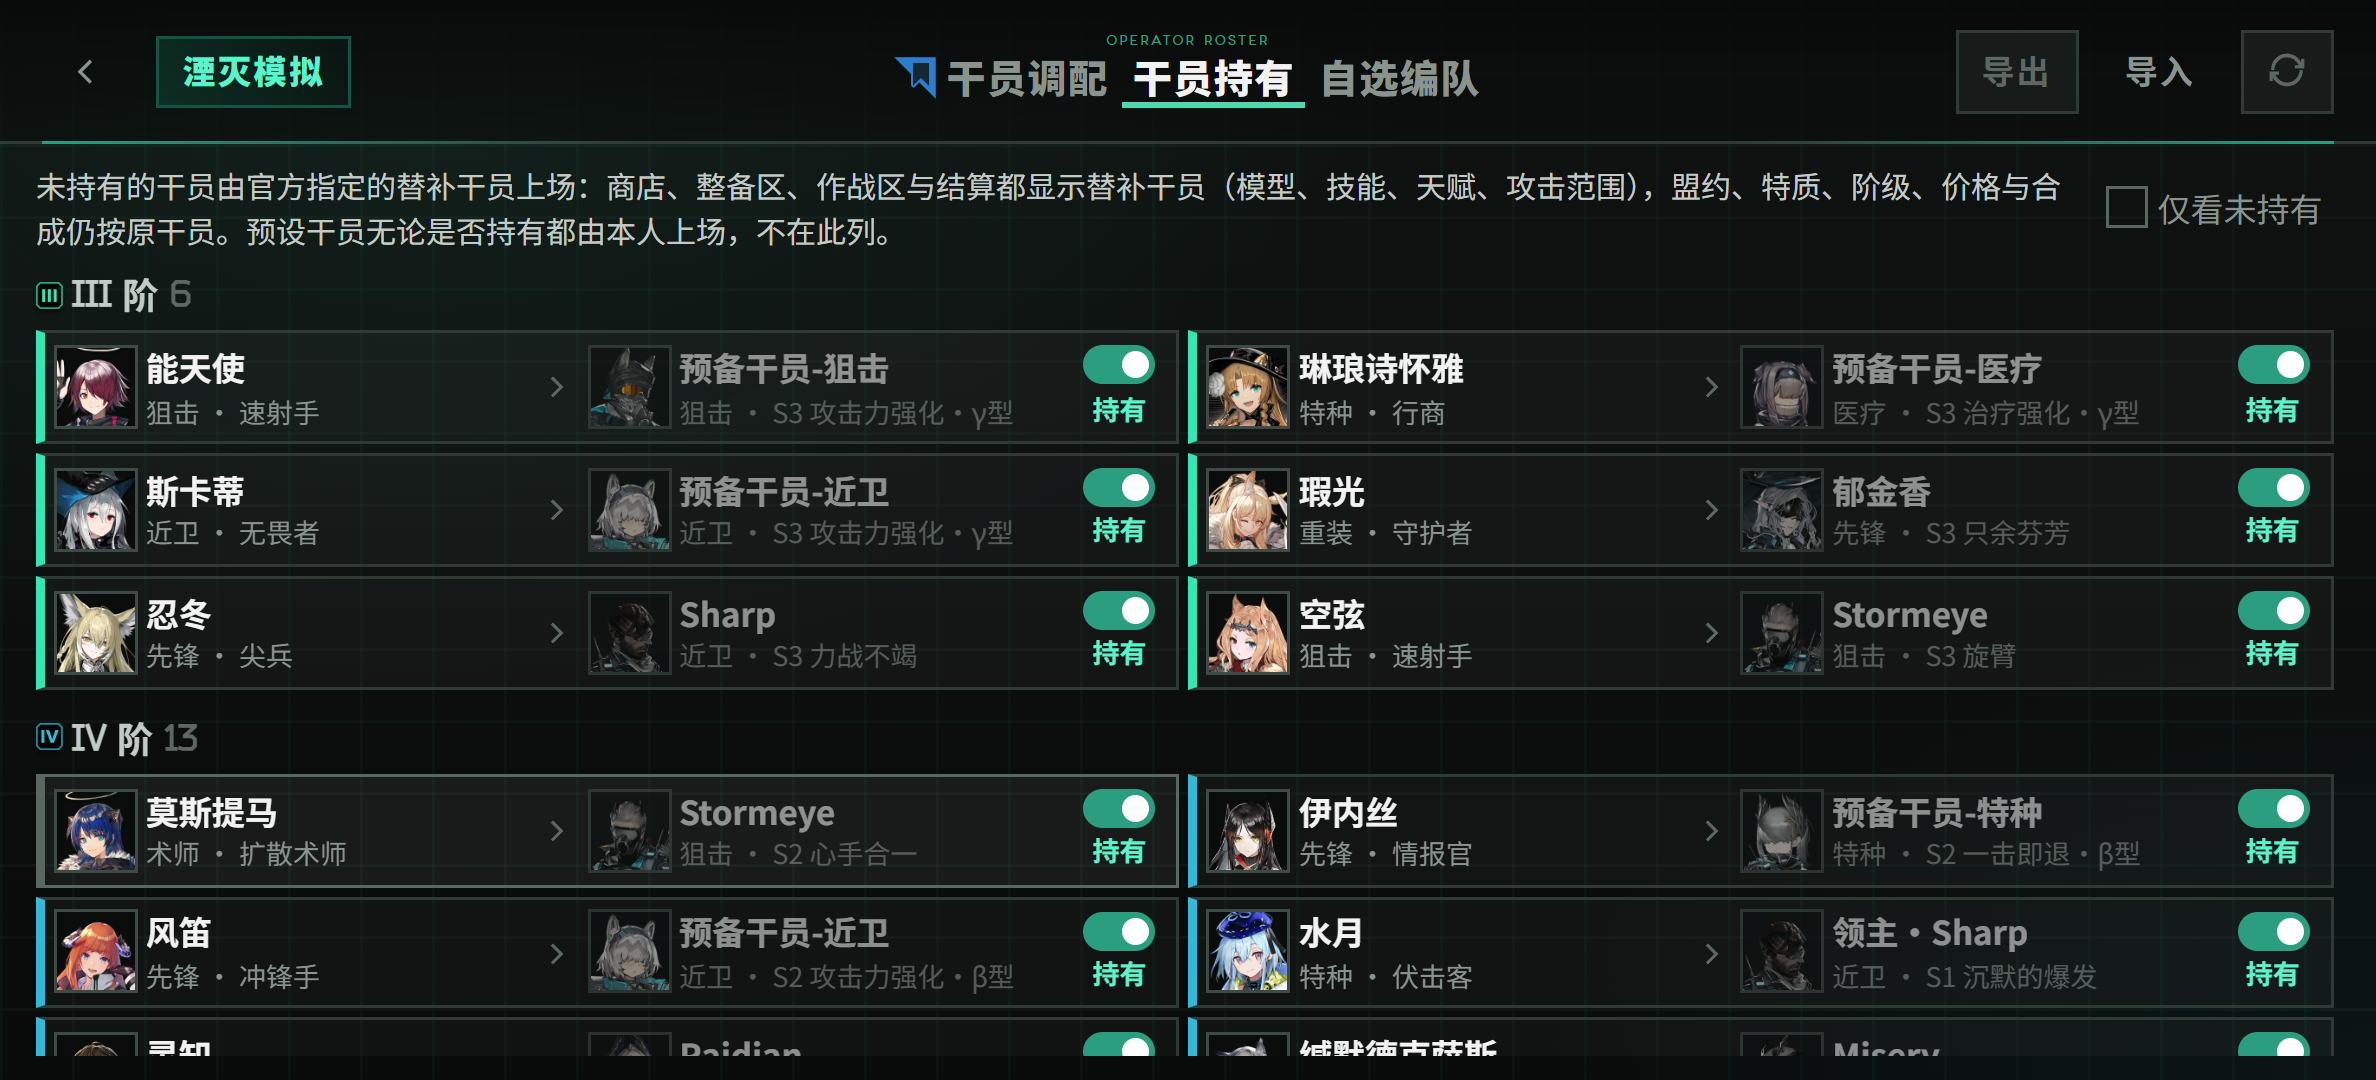 湮灭模拟
OPERATOR ROSTER
干员调配 干员持有 自选编队
导出 导入
未持有的干员由官方指定的替补干员上场：商店、整备区、作战区与结算都显示替补干员（模型、技能、天赋、攻击范围），盟约、特质、阶级、价格与合
成仍按原干员。预设干员无论是否持有都由本人上场，不在此列。
仅看未持有
III III 阶 6
能天使
狙击 • 速射手
预备干员-狙击
狙击 • S3 攻击力强化·γ型
持有
琳琅诗怀雅
特种 • 行商
预备干员-医疗
医疗 • S3 治疗强化·γ型
持有
斯卡蒂
近卫 • 无畏者
预备干员-近卫
近卫 • S3 攻击力强化·γ型
持有
瑕光
重装 • 守护者
郁金香
先锋 • S3 只余芬芳
持有
忍冬
先锋 • 尖兵
Sharp
近卫 • S3 力战不竭
持有
空弦
狙击 • 速射手
Stormeye
狙击 • S3 旋臂
持有
IV IV 阶 13
莫斯提马
术师 • 扩散术师
Stormeye
狙击 • S2 心手合一
持有
伊内丝
先锋 • 情报官
预备干员-特种
特种 • S2 一击即退·β型
持有
风笛
先锋 • 冲锋手
预备干员-近卫
近卫 • S2 攻击力强化·β型
持有
水月
特种 • 伏击客
领主·Sharp
近卫 • S1 沉默的爆发
持有
灵知
Raidian
缄默德克萨斯
Misery